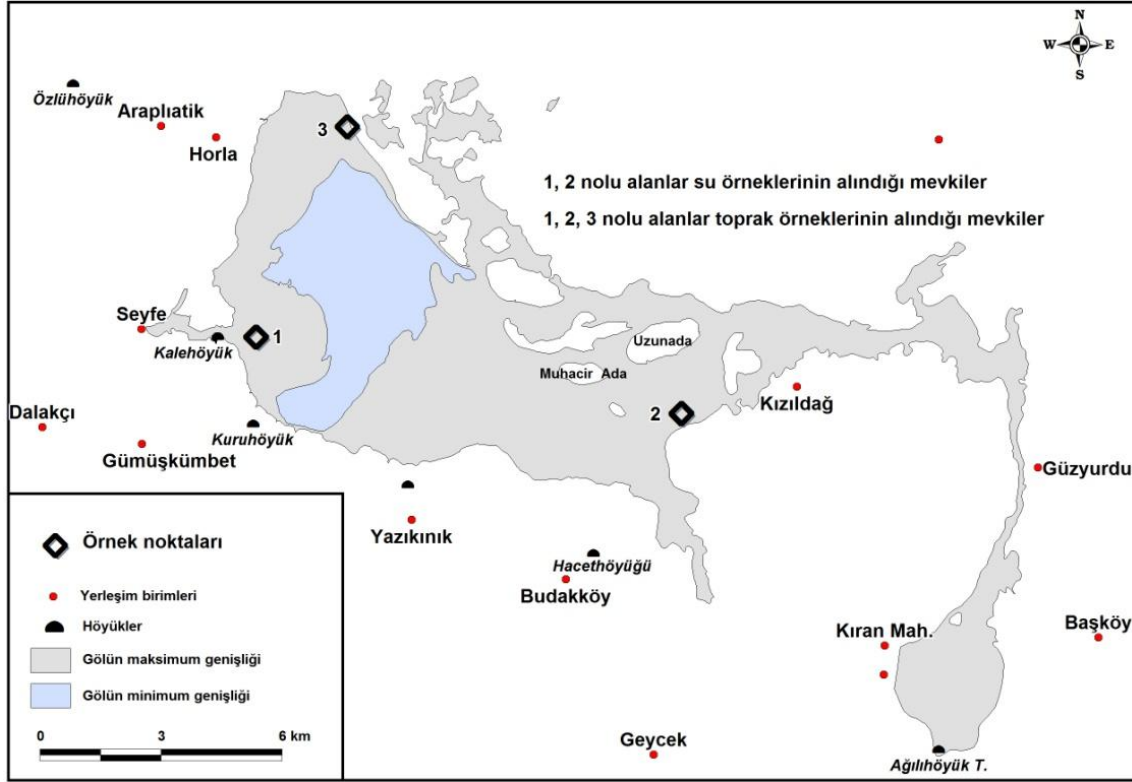 N
W E
S
Özlühöyük
Araplıatik
Horla
3
1, 2 nolu alanlar su örneklerinin alındığı mevkiler
1, 2, 3 nolu alanlar toprak örneklerinin alındığı mevkiler
Seyfe
Kalehöyük
1
Uzunada
Muhacir Ada
Kızıldağ
2
Dalakçı
Kuruhöyük
Gümüşkümbet
Güzyurdu
Yazıkınık
Hacethöyüğü
Budakköy
Kıran Mah.
Başköy
Geycek
Ağılıhöyük T.
Örnek noktaları
Yerleşim birimleri
Höyükler
Gölün maksimum genişliği
Gölün minimum genişliği
0 3 6 km